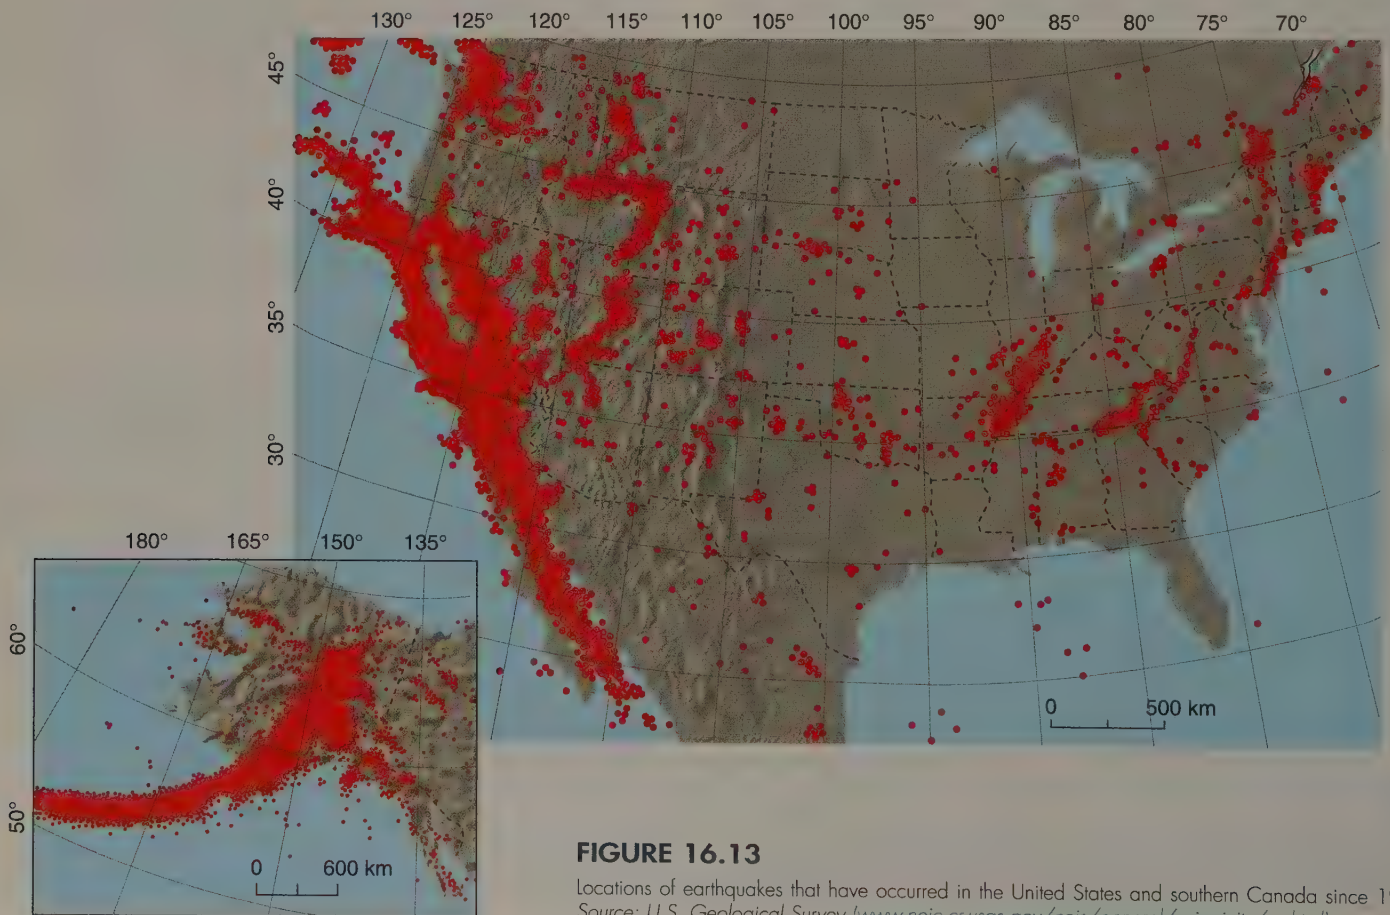 130° 125° 120° 115° 110° 105° 100° 95° 90° 85° 80° 75° 70°
45°
40°
35°
30°
180° 165° 150° 135°
60°
50°
0 500 km
0 600 km
FIGURE 16.13
Locations of earthquakes that have occurred in the United States and southern Canada since
Source: U.S. Geological Survey